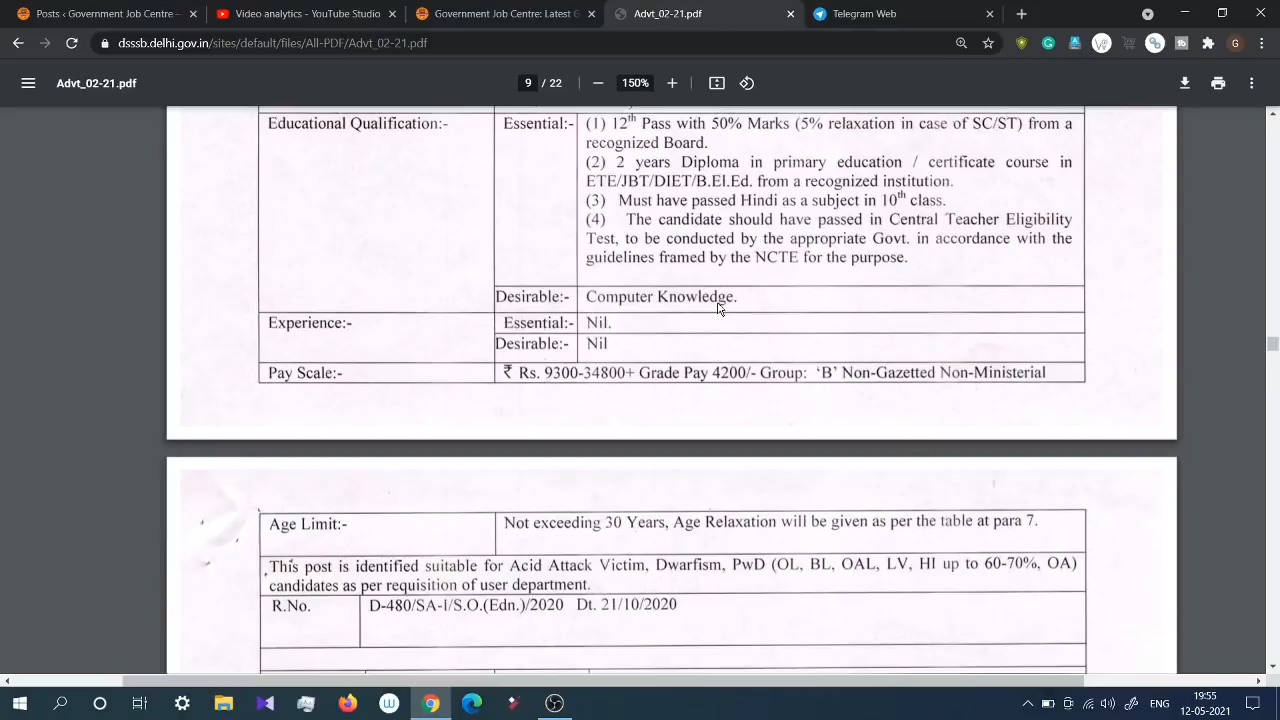 Posts ‹ Government Job Centre —
Video analytics - YouTube Studio
Government Job Centre: Latest G
Advt_02-21.pdf
Telegram Web
dsssb.delhi.gov.in/sites/default/files/All-PDF/Advt_02-21.pdf
G
Advt_02-21.pdf
9 / 22
150%
Educational Qualification:-
Essential:-
(1) 12th Pass with 50% Marks (5% relaxation in case of SC/ST) from a
recognized Board.
(2) 2 years Diploma in primary education / certificate course in
ETE/JBT/DIET/B.El.Ed. from a recognized institution.
(3) Must have passed Hindi as a subject in 10th class.
(4) The candidate should have passed in Central Teacher Eligibility
Test, to be conducted by the appropriate Govt. in accordance with the
guidelines framed by the NCTE for the purpose.
Desirable:-
Computer Knowledge.
Experience:-
Essential:-
Nil.
Desirable:-
Nil
Pay Scale:-
₹ Rs. 9300-34800+ Grade Pay 4200/- Group: ‘B’ Non-Gazetted Non-Ministerial
Age Limit:-
Not exceeding 30 Years, Age Relaxation will be given as per the table at para 7.
This post is identified suitable for Acid Attack Victim, Dwarfism, PwD (OL, BL, OAL, LV, HI up to 60-70%, OA)
candidates as per requisition of user department.
R.No.
D-480/SA-I/S.O.(Edn.)/2020 Dt. 21/10/2020
ENG
19:55
12-05-2021